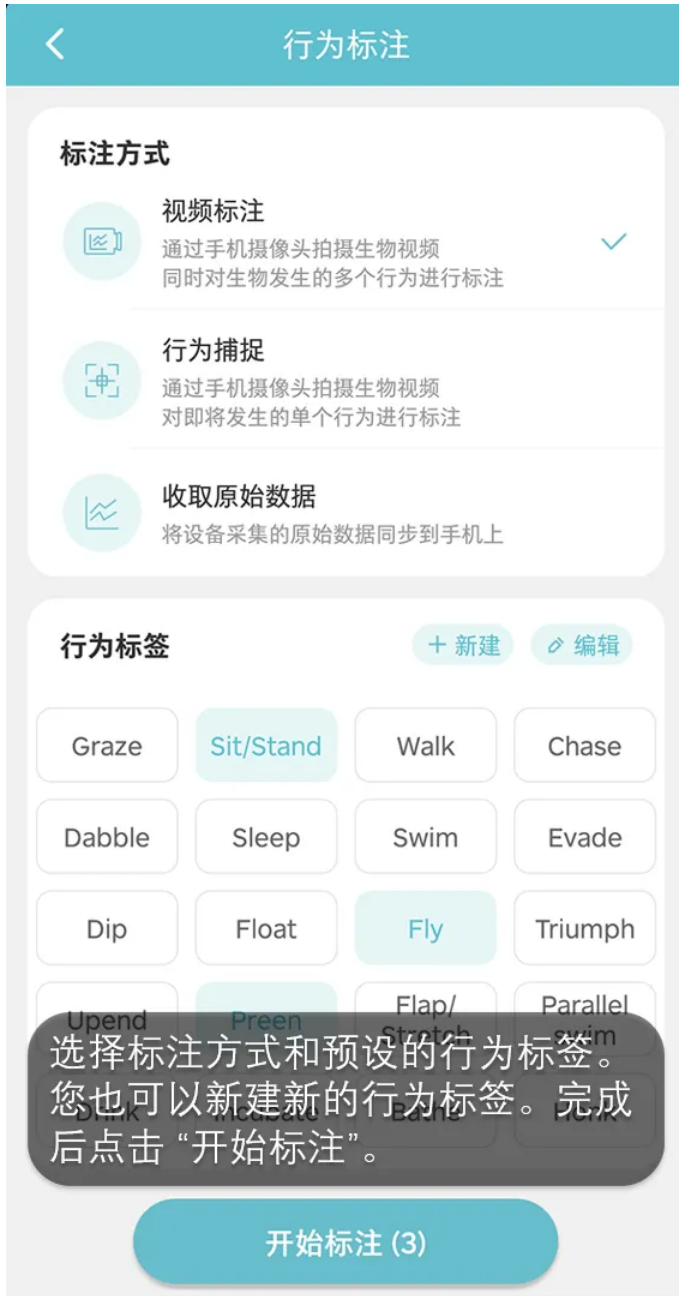 行为标注
标注方式
视频标注
通过手机摄像头拍摄生物视频
同时对生物发生的多个行为进行标注
行为捕捉
通过手机摄像头拍摄生物视频
对即将发生的单个行为进行标注
收取原始数据
将设备采集的原始数据同步到手机上
行为标签
新建
编辑
Graze
Sit/Stand
Walk
Chase
Dabble
Sleep
Swim
Evade
Dip
Float
Fly
Triumph
Upend
Preen
Flap/
Stretch
Parallel
swim
Drink
Incubate
Bathe
Honk
选择标注方式和预设的行为标签。
您也可以新建新的行为标签。完成
后点击“开始标注”。
开始标注 (3)